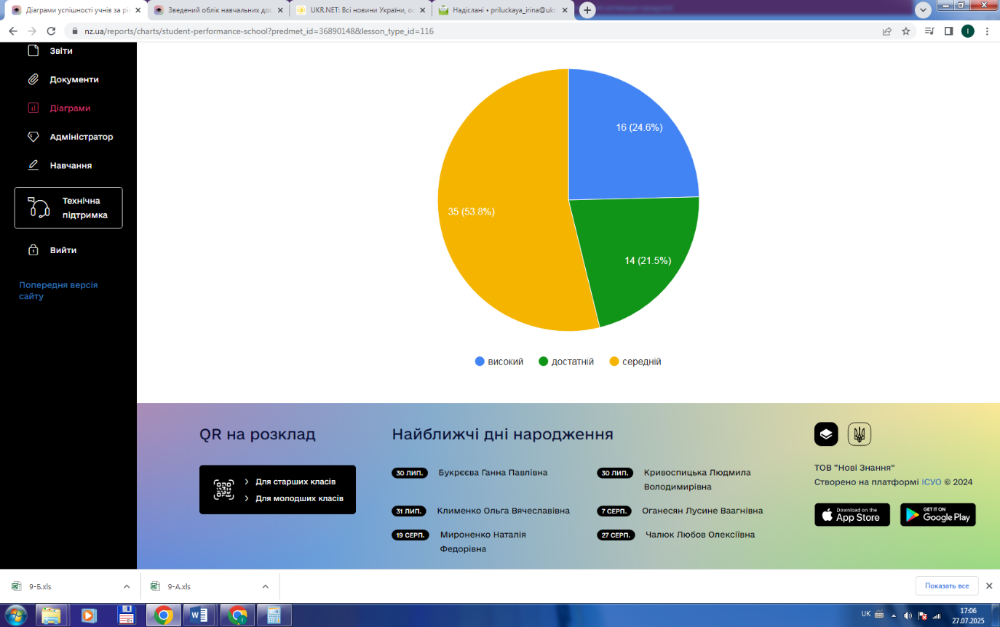 Діаграми успішності учнів за рі
Зведений облік навчальних дос
UKR.NET: Всі новини України, ос
Надіслані • priluckaya_irina@ukr
nz.ua/reports/charts/student-performance-school?predmet_id=36890148&lesson_type_id=116
I
Звіти
Документи
Діаграми
Адміністратор
Навчання
Технічна
підтримка
Вийти
Попередня версія
сайту
16 (24.6%)
35 (53.8%)
14 (21.5%)
високий
достатній
середній
QR на розклад
Для старших класів
Для молодших класів
Найближчі дні народження
30 ЛИП. Букрєєва Ганна Павлівна
30 ЛИП. Кривоспицька Людмила
Володимирівна
31 ЛИП. Клименко Ольга Вячеславівна
7 СЕРП. Оганесян Лусине Ваагнівна
19 СЕРП. Мироненко Наталія
Федорівна
27 СЕРП. Чалюк Любов Олексіївна
ТОВ "Нові Знання"
Створено на платформі ІСУО © 2024
Download on the
App Store
GET IT ON
Google Play
9-Б.xls
9-А.xls
Показать все
UK
17:06
27.07.2025